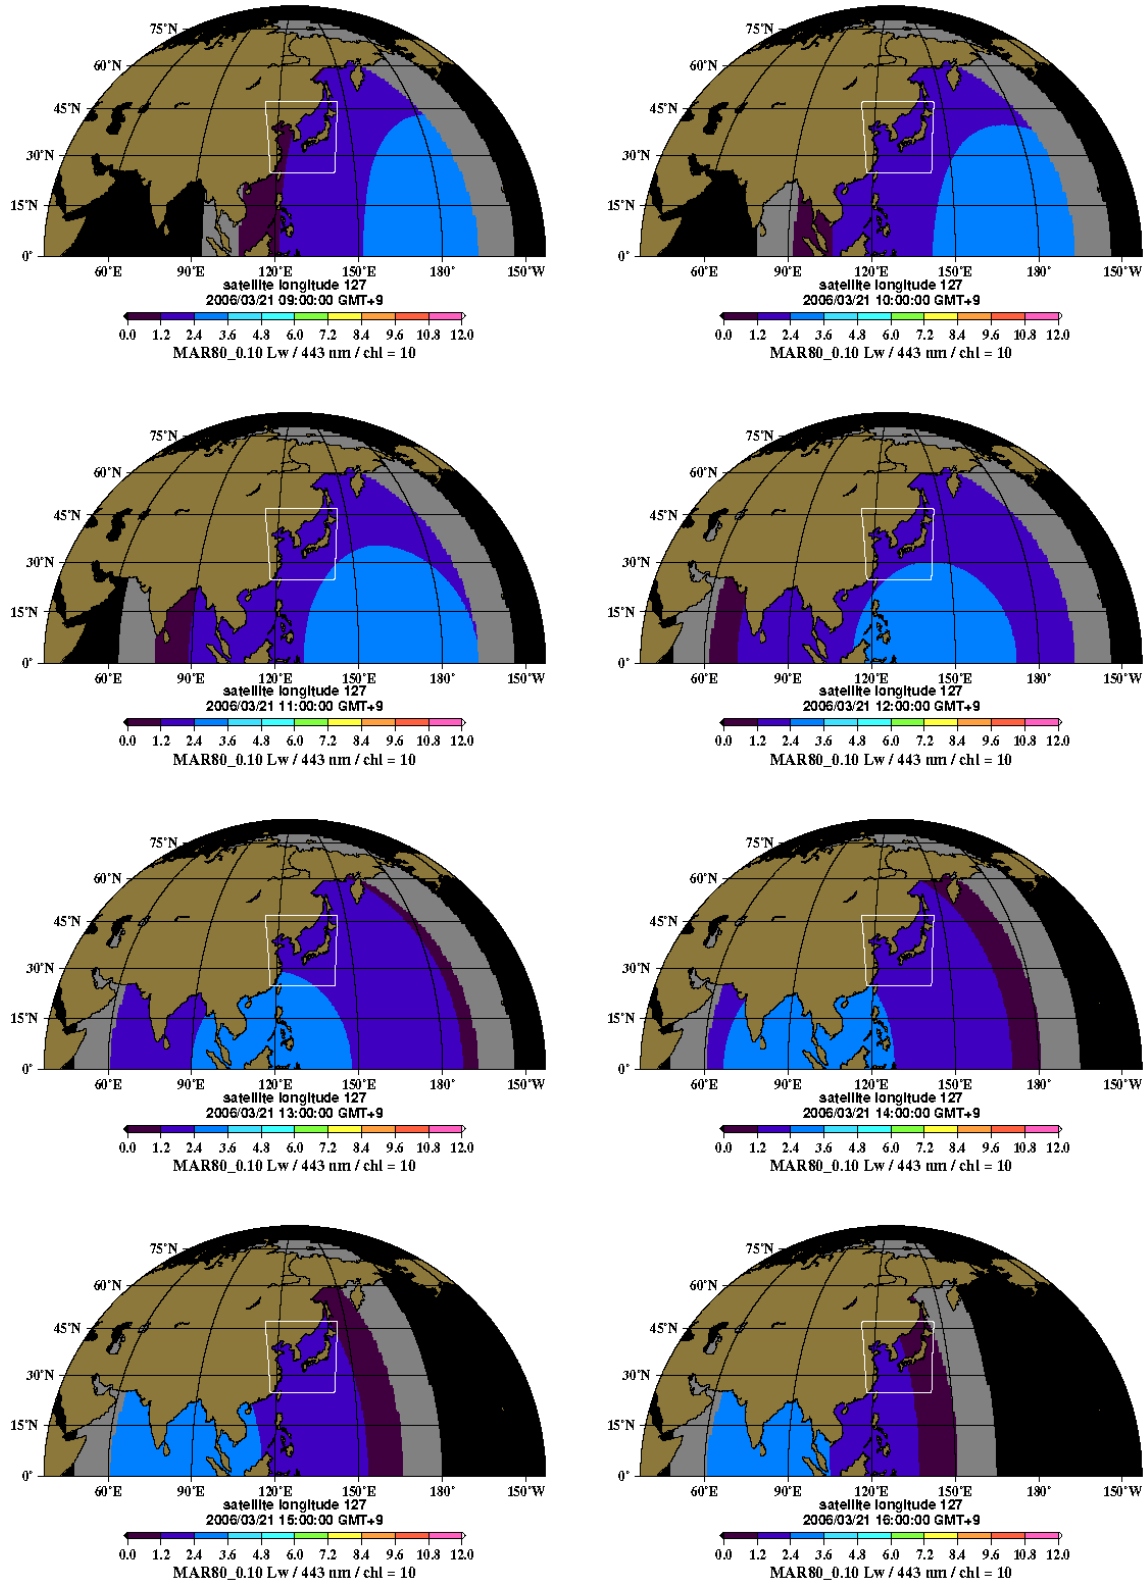 75°N
60°N
45°N
30°N
15°N
0°
60°E 90°E 120°E 150°E 180° 150°W
satellite longitude 127
2006/03/21 09:00:00 GMT+9
0.0 1.2 2.4 3.6 4.8 6.0 7.2 8.4 9.6 10.8 12.0
MAR80_0.10 Lw / 443 nm / chl = 10
75°N
60°N
45°N
30°N
15°N
0°
60°E 90°E 120°E 150°E 180° 150°W
satellite longitude 127
2006/03/21 10:00:00 GMT+9
0.0 1.2 2.4 3.6 4.8 6.0 7.2 8.4 9.6 10.8 12.0
MAR80_0.10 Lw / 443 nm / chl = 10
75°N
60°N
45°N
30°N
15°N
0°
60°E 90°E 120°E 150°E 180° 150°W
satellite longitude 127
2006/03/21 11:00:00 GMT+9
0.0 1.2 2.4 3.6 4.8 6.0 7.2 8.4 9.6 10.8 12.0
MAR80_0.10 Lw / 443 nm / chl = 10
75°N
60°N
45°N
30°N
15°N
0°
60°E 90°E 120°E 150°E 180° 150°W
satellite longitude 127
2006/03/21 12:00:00 GMT+9
0.0 1.2 2.4 3.6 4.8 6.0 7.2 8.4 9.6 10.8 12.0
MAR80_0.10 Lw / 443 nm / chl = 10
75°N
60°N
45°N
30°N
15°N
0°
60°E 90°E 120°E 150°E 180° 150°W
satellite longitude 127
2006/03/21 13:00:00 GMT+9
0.0 1.2 2.4 3.6 4.8 6.0 7.2 8.4 9.6 10.8 12.0
MAR80_0.10 Lw / 443 nm / chl = 10
75°N
60°N
45°N
30°N
15°N
0°
60°E 90°E 120°E 150°E 180° 150°W
satellite longitude 127
2006/03/21 14:00:00 GMT+9
0.0 1.2 2.4 3.6 4.8 6.0 7.2 8.4 9.6 10.8 12.0
MAR80_0.10 Lw / 443 nm / chl = 10
75°N
60°N
45°N
30°N
15°N
0°
60°E 90°E 120°E 150°E 180° 150°W
satellite longitude 127
2006/03/21 15:00:00 GMT+9
0.0 1.2 2.4 3.6 4.8 6.0 7.2 8.4 9.6 10.8 12.0
MAR80_0.10 Lw / 443 nm / chl = 10
75°N
60°N
45°N
30°N
15°N
0°
60°E 90°E 120°E 150°E 180° 150°W
satellite longitude 127
2006/03/21 16:00:00 GMT+9
0.0 1.2 2.4 3.6 4.8 6.0 7.2 8.4 9.6 10.8 12.0
MAR80_0.10 Lw / 443 nm / chl = 10